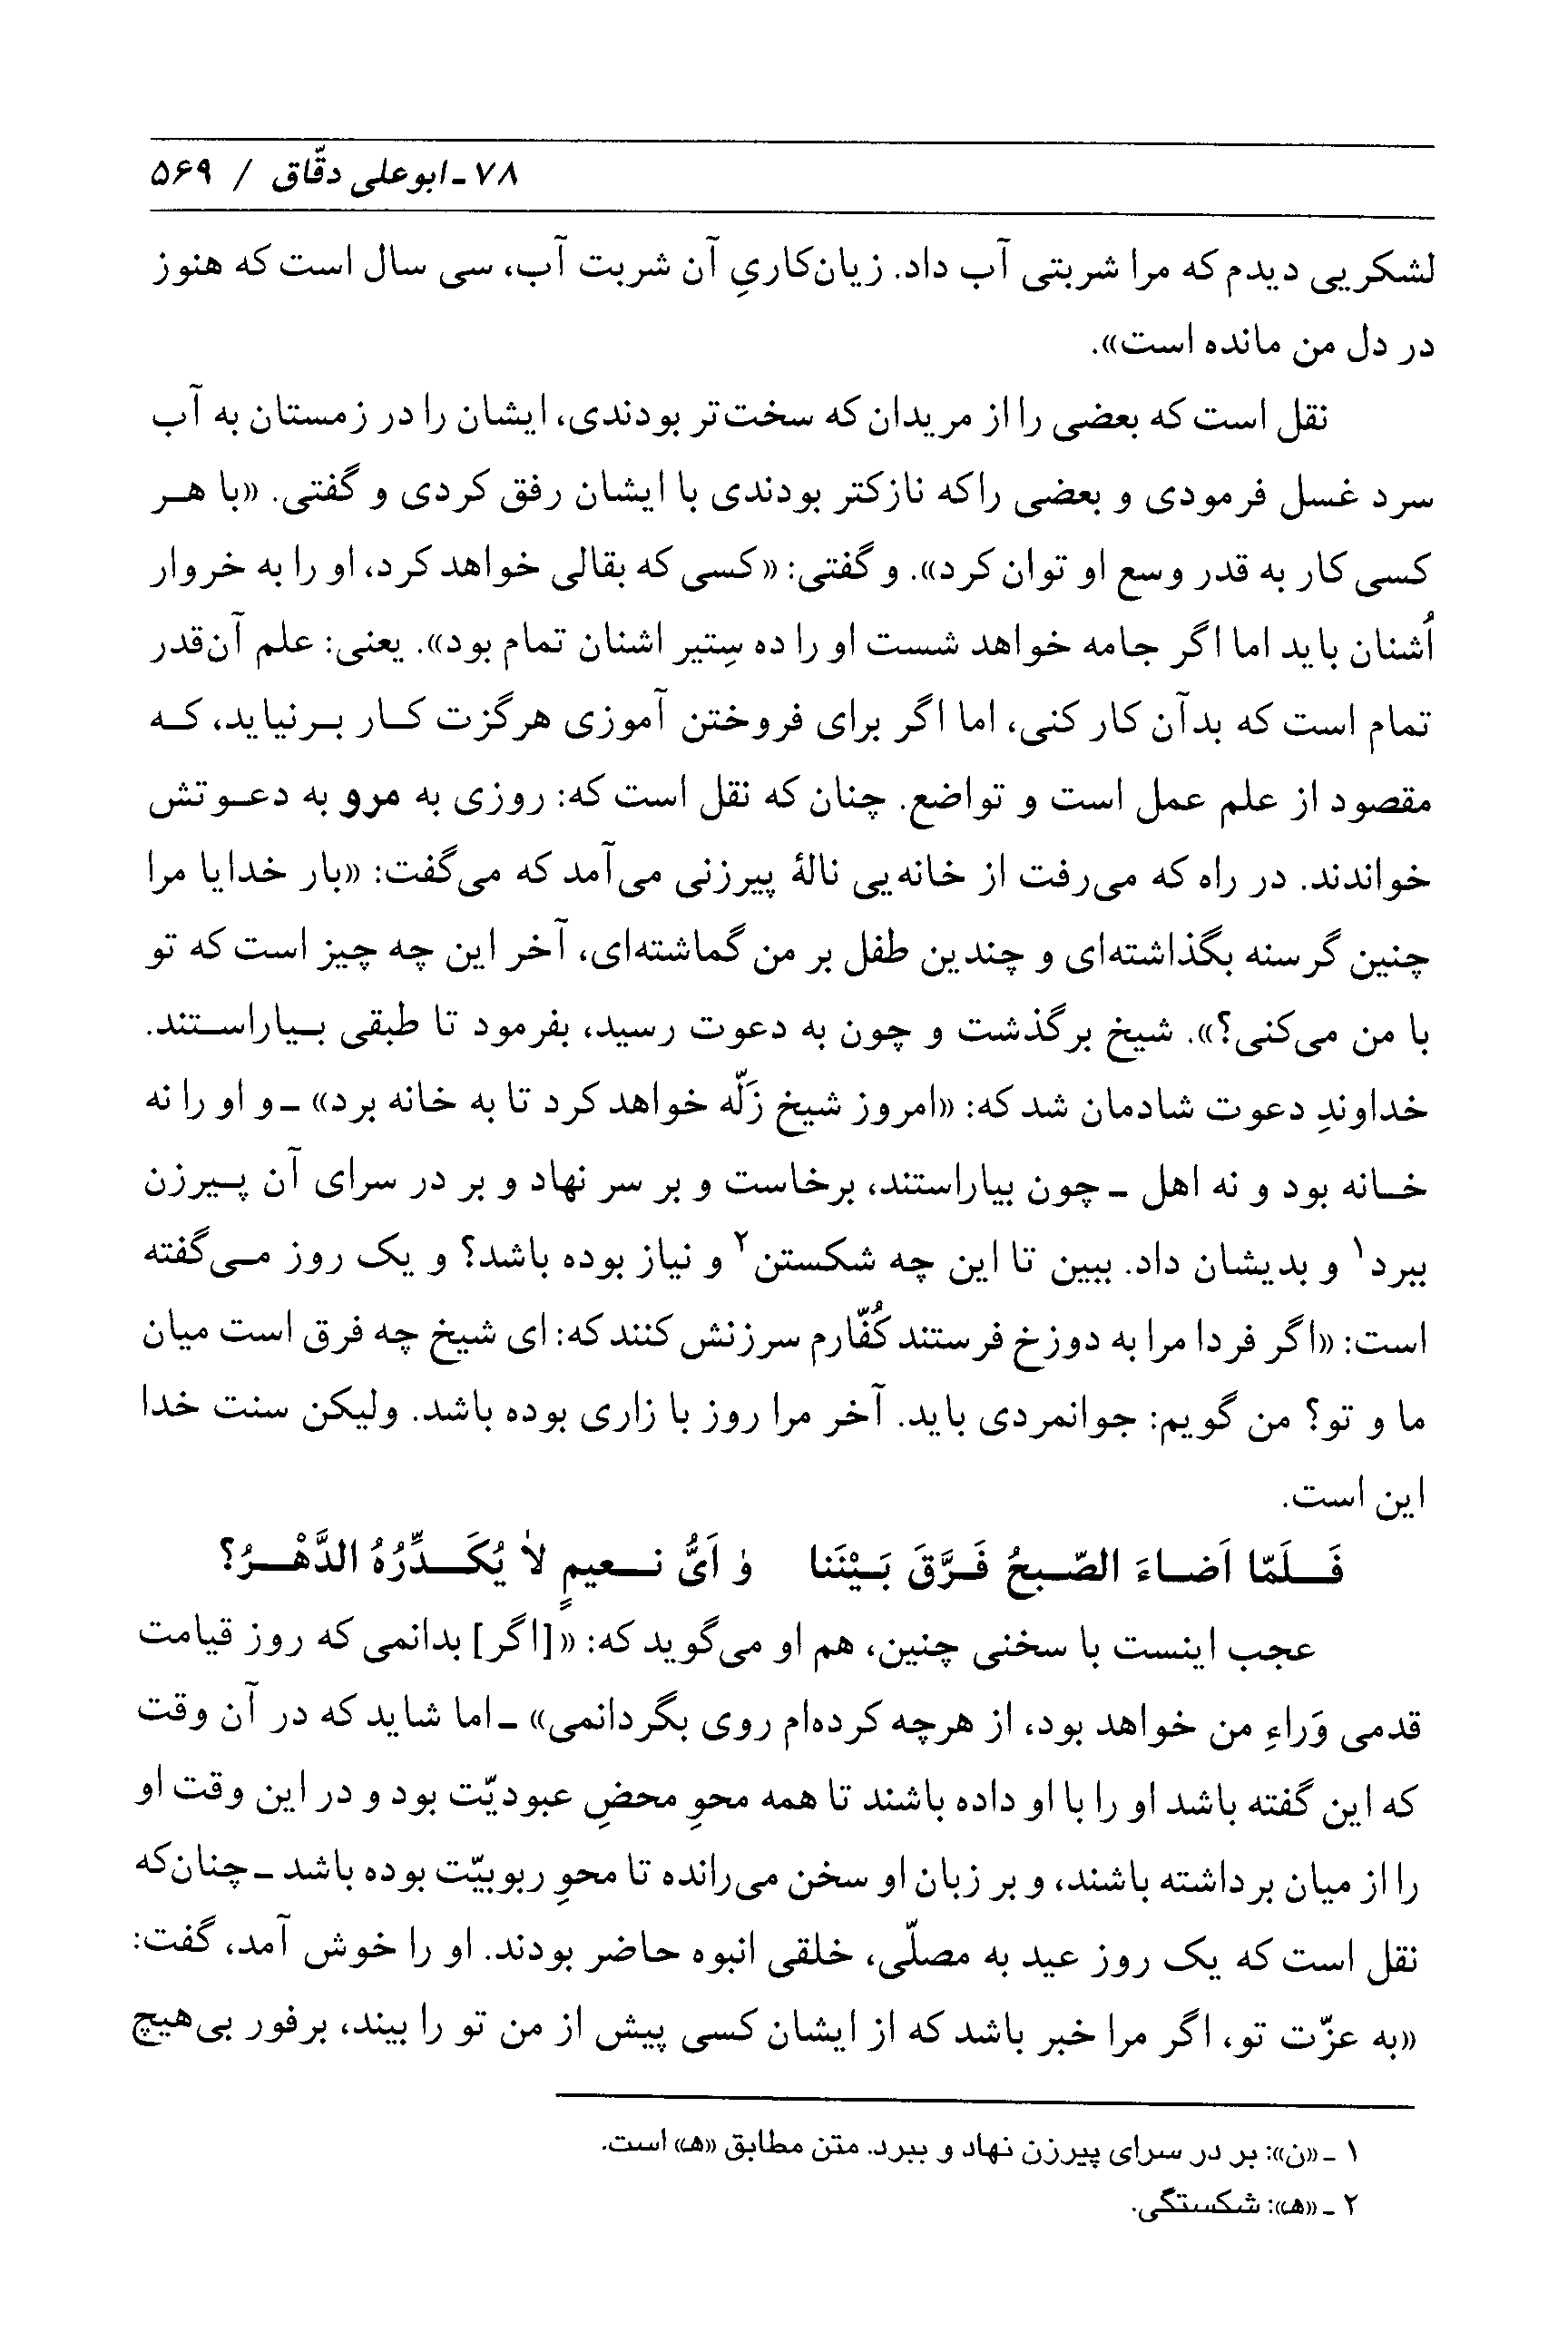 ۷۸ـ ابوعلی دقّاق / ۵۶۹
لشکریی دیدم که مرا شربتی آب داد. زیان‌کاریِ آن شربت آب، سی سال است که هنوز
در دل من مانده است».
نقل است که بعضی را از مریدان که سخت‌تر بودندی، ایشان را در زمستان به آب
سرد غسل فرمودی و بعضی راکه نازکتر بودندی با ایشان رفق کردی و گفتی. «با هر
کسی کار به قدر وسع او توان کرد». و گفتی: «کسی که بقالی خواهد کرد، او را به خروار
اُشنان باید اما اگر جامه خواهد شست او را ده سِتیر اشنان تمام بود». یعنی: علم آن‌قدر
تمام است که بدآن کار کنی، اما اگر برای فروختن آموزی هرگزت کار برنیاید، که
مقصود از علم عمل است و تواضع. چنان که نقل است که: روزی به مرو به دعوتش
خواندند. در راه که می‌رفت از خانه‌یی نالهٔ پیرزنی می‌آمد که می‌گفت: «بار خدایا مرا
چنین گرسنه بگذاشته‌ای و چندین طفل بر من گماشته‌ای، آخر این چه چیز است که تو
با من می‌کنی؟». شیخ برگذشت و چون به دعوت رسید، بفرمود تا طبقی بیاراستند.
خداوندِ دعوت شادمان شد که: «امروز شیخ زَلّه خواهد کرد تا به خانه برد» ـ و او را نه
خانه بود و نه اهل ـ چون بیاراستند، برخاست و بر سر نهاد و بر در سرای آن پیرزن
ببرد۱ و بدیشان داد. ببین تا این چه شکستن۲ و نیاز بوده باشد؟ و یک روز می‌گفته
است: «اگر فردا مرا به دوزخ فرستند کُفّارم سرزنش کنند که: ای شیخ چه فرق است میان
ما و تو؟ من گویم: جوانمردی باید. آخر مرا روز با زاری بوده باشد. ولیکن سنت خدا
این است.
فَلَمّا اَضاءَ الصّبحُ فَرَّقَ بَیْنَنا وٰ اَیُّ نعیمٍ لاٰ یُکَدِّرُهُ الدَّهْرُ؟
عجب اینست با سخنی چنین، هم او می‌گوید که: «[اگر] بدانمی که روز قیامت
قدمی وَراءِ من خواهد بود، از هرچه کرده‌ام روی بگردانمی» ـ اما شاید که در آن وقت
که این گفته باشد او را با او داده باشند تا همه محوِ محضِ عبودیّت بود و در این وقت او
را از میان برداشته باشند، و بر زبان او سخن می‌رانده تا محوِ ربوبیّت بوده باشد ـ چنان‌که
نقل است که یک روز عید به مصلّی، خلقی انبوه حاضر بودند. او را خوش آمد، گفت:
«به عزّت تو، اگر مرا خبر باشد که از ایشان کسی پیش از من تو را بیند، برفور بی‌هیچ
۱ ـ «ن»: بر در سرای پیرزن نهاد و ببرد. متن مطابق «هـ» است.
۲ ـ «هـ»: شکستگی.